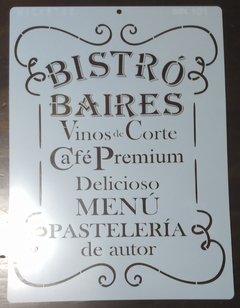 BISTRÓ
BAIRES
Vinos de Corte
Café Premium
Delicioso
MENÚ
PASTELERÍA
de autor